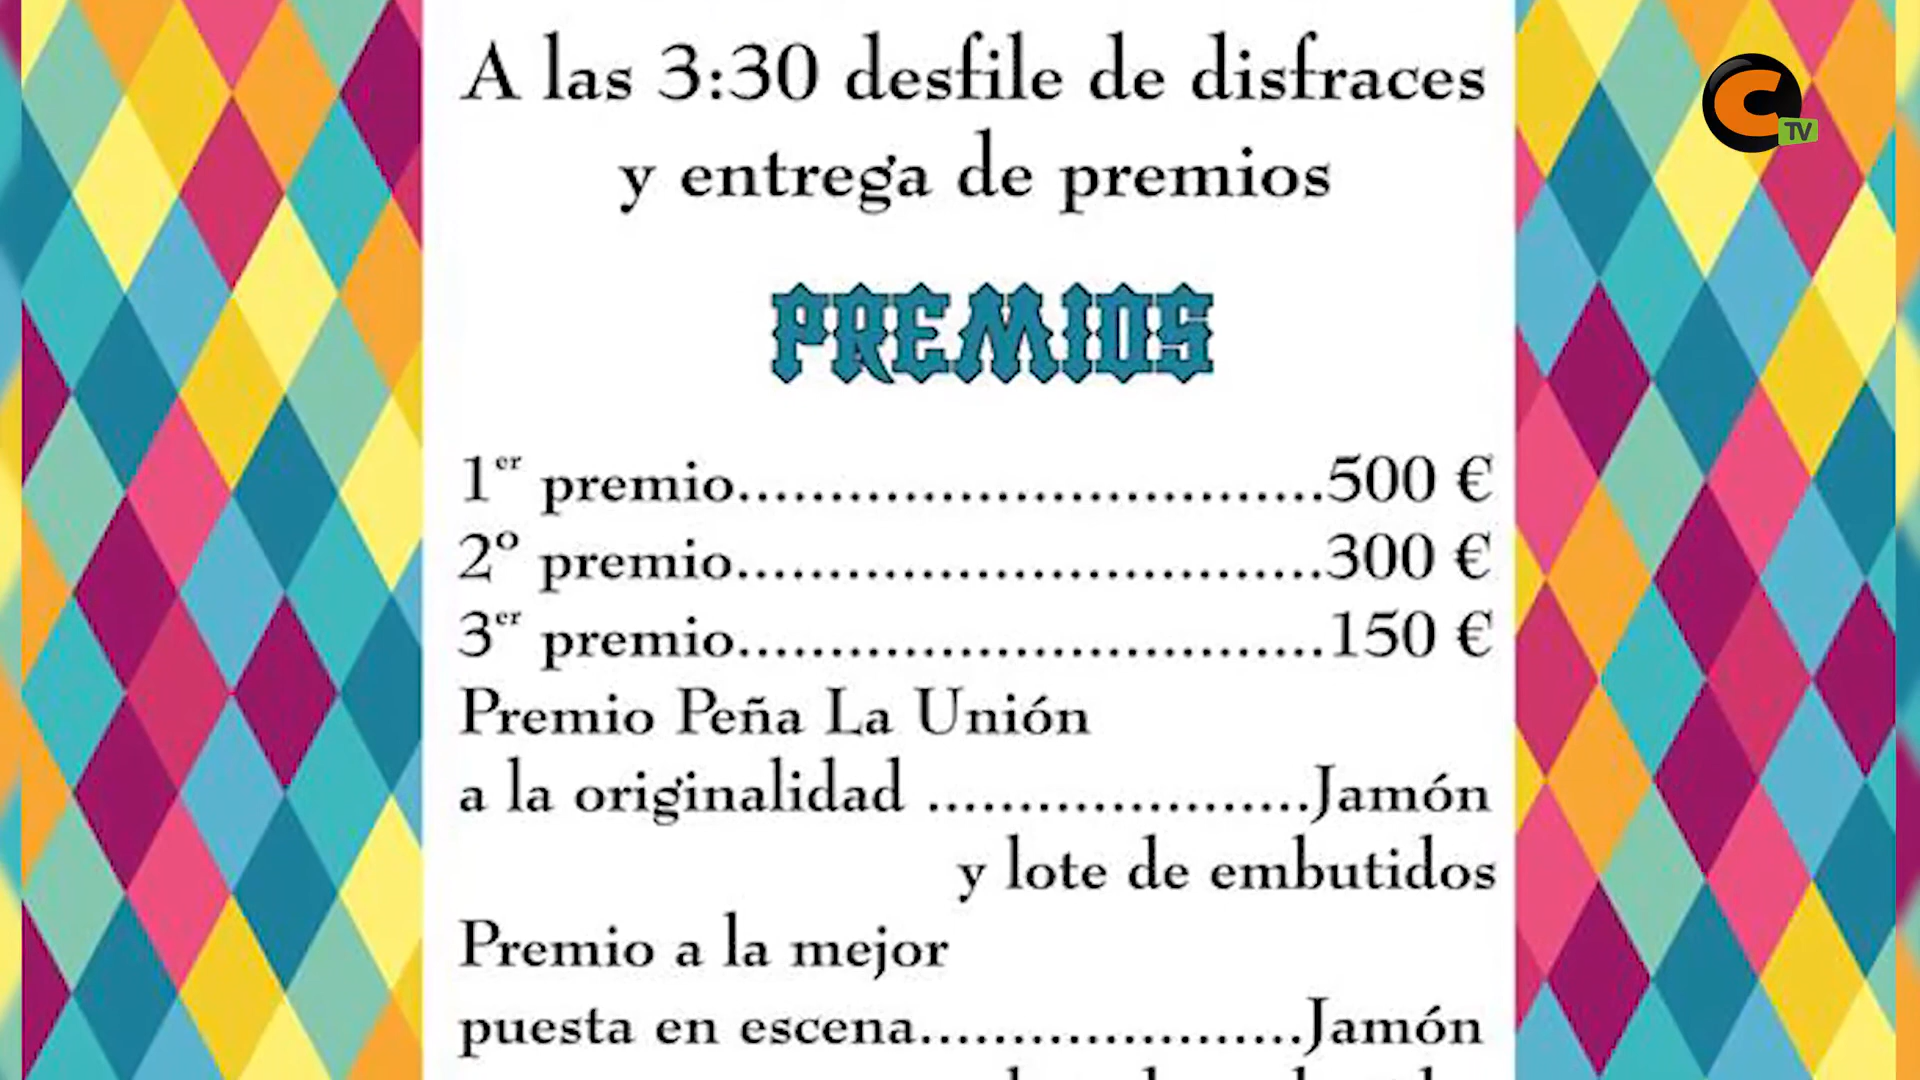 A las 3:30 desfile de disfraces
y entrega de premios
PREMIOS
1er premio................................500 €
2º premio................................300 €
3er premio................................150 €
Premio Peña La Unión
a la originalidad .....................Jamón
y lote de embutidos
Premio a la mejor
puesta en escena.....................Jamón
C TV